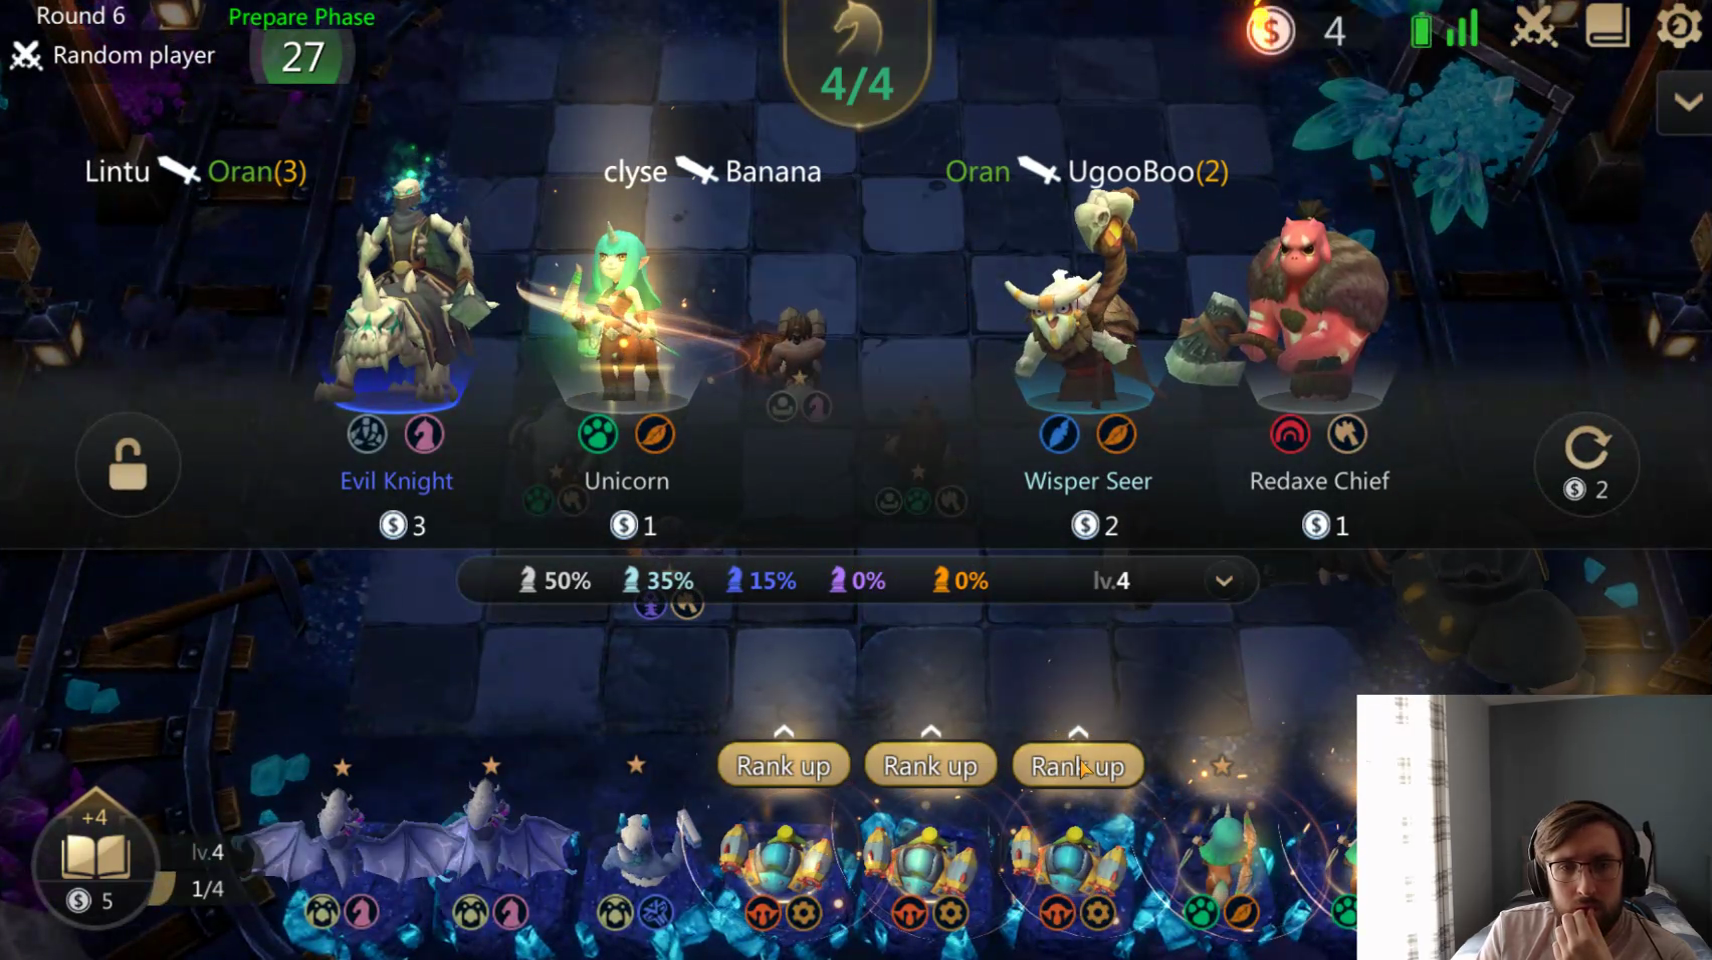 Round 6
Prepare Phase
Random player
27
4/4
4
2
Lintu Oran(3)
clyse Banana
Oran UgooBoo(2)
Evil Knight
Unicorn
Wisper Seer
Redaxe Chief
$ 3
$ 1
$ 2
$ 1
$ 2
50% 35% 15% 0% 0% lv.4
Rank up Rank up Rank up
+4
lv.4
$ 5
1/4